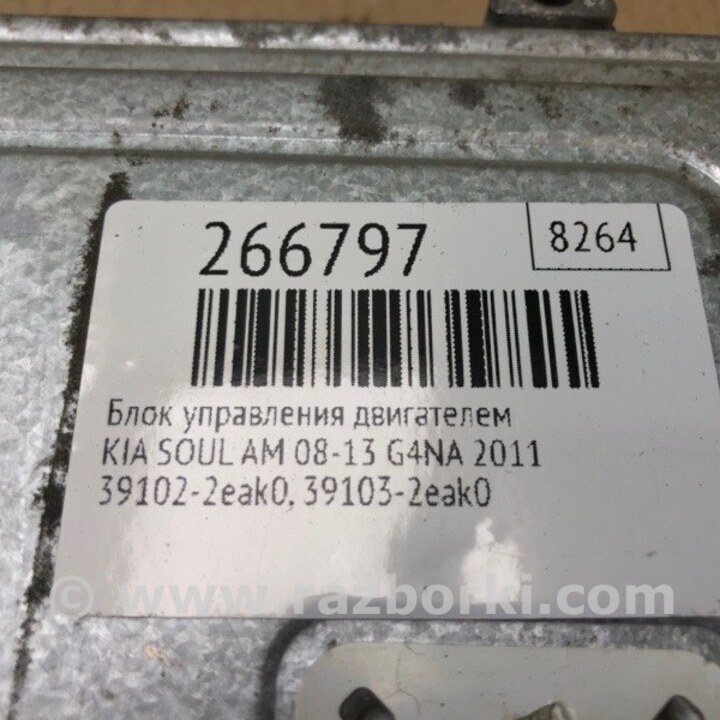 266797
8264
Блок управления двигателем
KIA SOUL AM 08-13 G4NA 2011
39102-2eak0, 39103-2eak0
© www.razborki.com